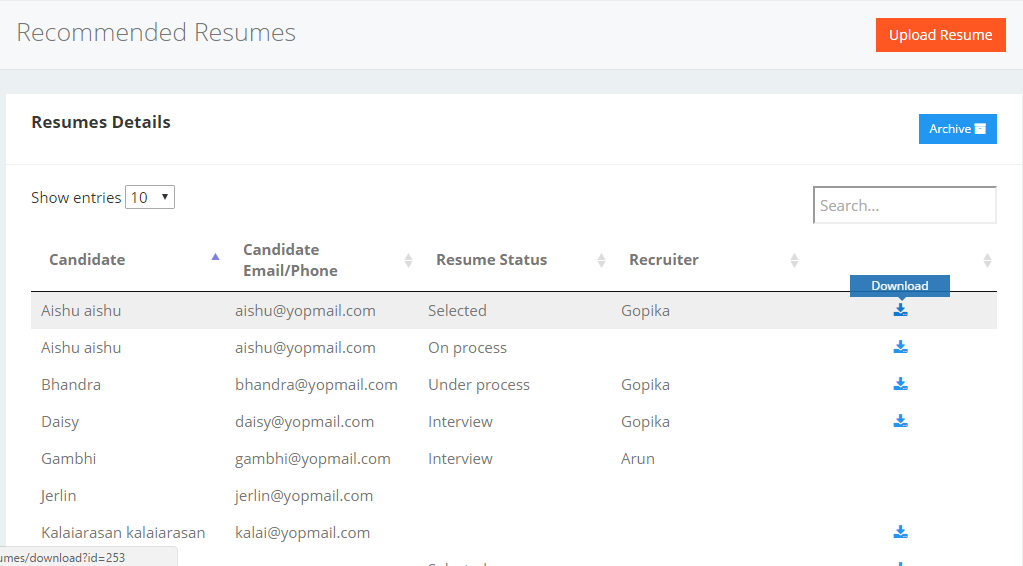 Recommended Resumes
Upload Resume
Resumes Details
Archive
Show entries 10
Search...
Candidate Candidate Email/Phone Resume Status Recruiter
Download
Aishu aishu aishu@yopmail.com Selected Gopika
Aishu aishu aishu@yopmail.com On process
Bhandra bhandra@yopmail.com Under process Gopika
Daisy daisy@yopmail.com Interview Gopika
Gambhi gambhi@yopmail.com Interview Arun
Jerlin jerlin@yopmail.com
Kalaiarasan kalaiarasan kalai@yopmail.com
umes/download?id=253